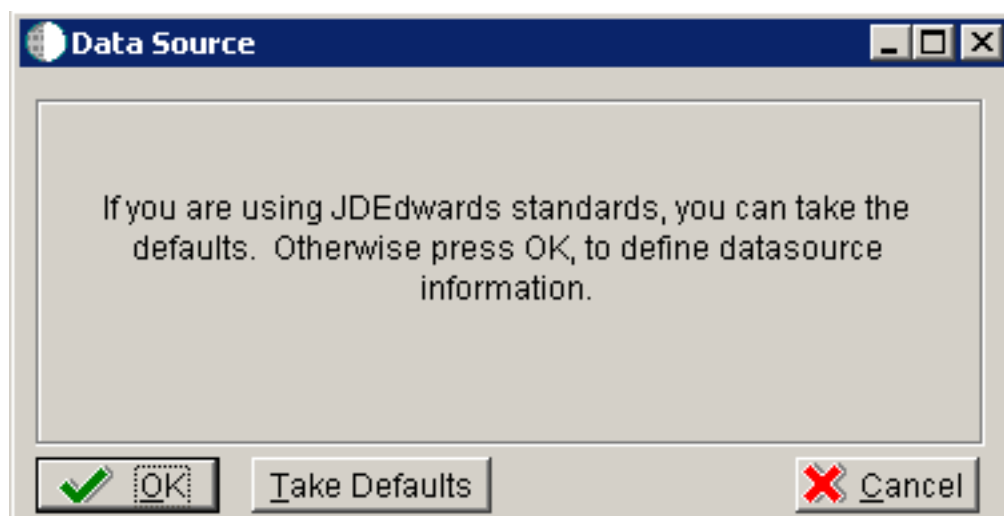 Data Source
If you are using JDEdwards standards, you can take the
defaults.  Otherwise press OK, to define datasource
information.
OK
Take Defaults
Cancel